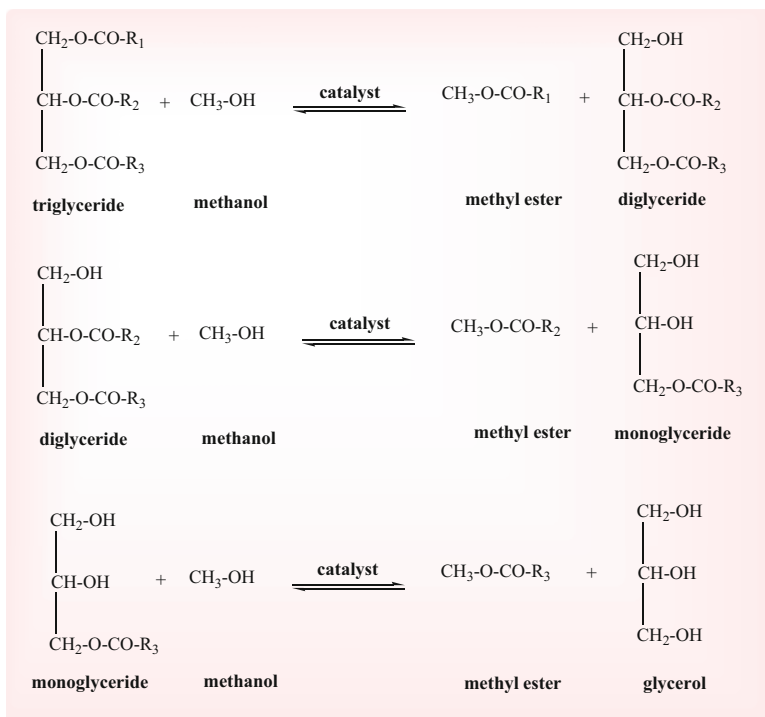 CH₂-O-CO-R₁ CH₂-OH
catalyst
CH-O-CO-R₂ + CH₃-OH CH₃-O-CO-R₁ + CH-O-CO-R₂
CH₂-O-CO-R₃ CH₂-O-CO-R₃
triglyceride methanol methyl ester diglyceride
CH₂-OH CH₂-OH
catalyst
CH-O-CO-R₂ + CH₃-OH CH₃-O-CO-R₂ + CH-OH
CH₂-O-CO-R₃ CH₂-O-CO-R₃
diglyceride methanol methyl ester monoglyceride
CH₂-OH CH₂-OH
catalyst
CH-OH + CH₃-OH CH₃-O-CO-R₃ + CH-OH
CH₂-O-CO-R₃ CH₂-OH
monoglyceride methanol methyl ester glycerol